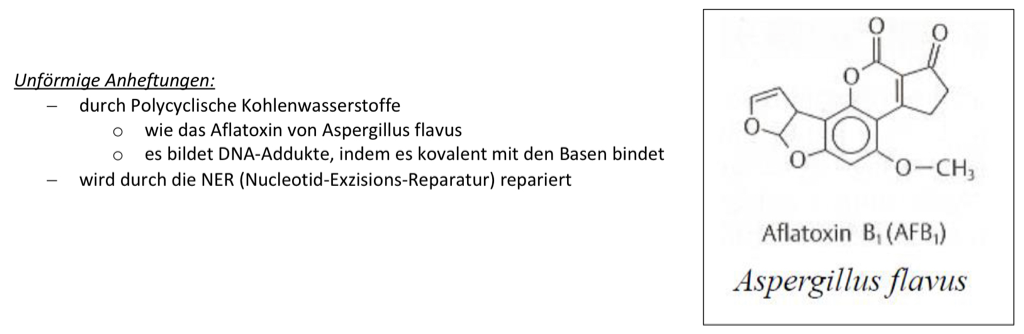 Unförmige Anheftungen:
– durch Polycyclische Kohlenwasserstoffe
o wie das Aflatoxin von Aspergillus flavus
o es bildet DNA-Addukte, indem es kovalent mit den Basen bindet
– wird durch die NER (Nucleotid-Exzisions-Reparatur) repariert
O
O
O
O
O
O—CH₃
Aflatoxin B₁ (AFB₁)
Aspergillus flavus